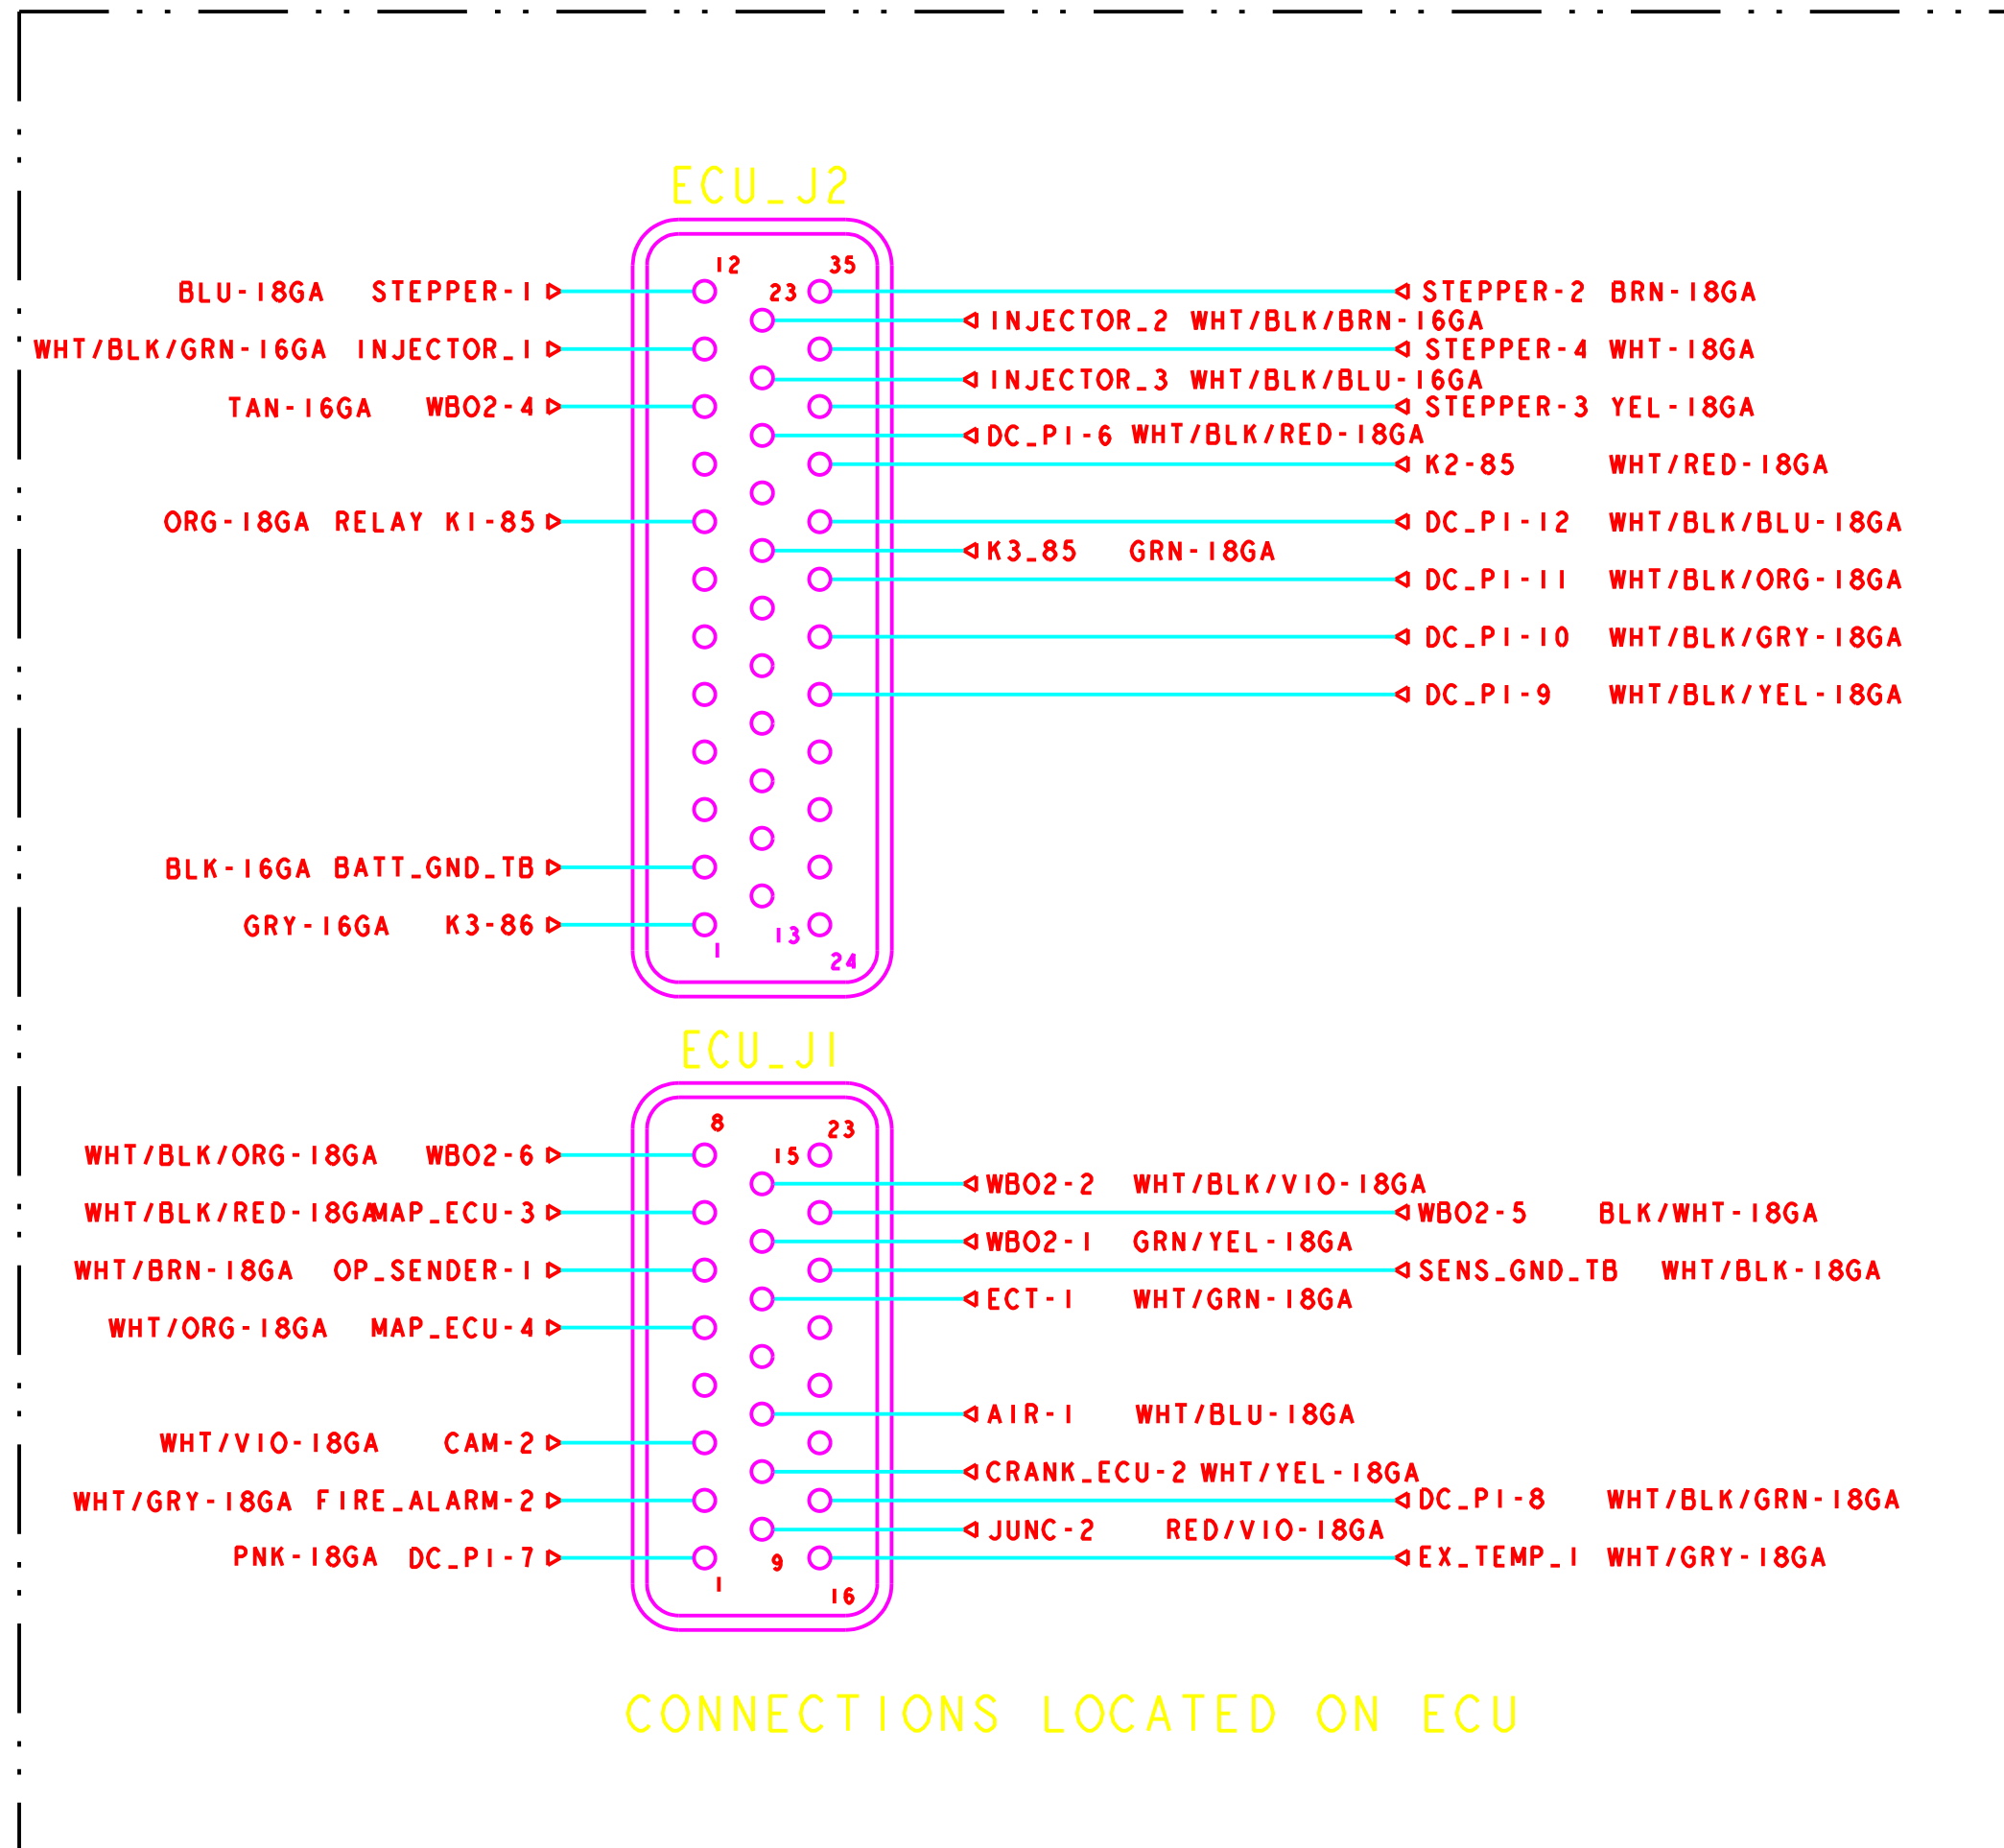 ECU_J2
12 35
BLU-18GA STEPPER-1 23 STEPPER-2 BRN-18GA
INJECTOR_2 WHT/BLK/BRN-16GA
WHT/BLK/GRN-16GA INJECTOR_1 STEPPER-4 WHT-18GA
INJECTOR_3 WHT/BLK/BLU-16GA
TAN-16GA WBO2-4 STEPPER-3 YEL-18GA
DC_P1-6 WHT/BLK/RED-18GA
K2-85 WHT/RED-18GA
ORG-18GA RELAY K1-85 DC_P1-12 WHT/BLK/BLU-18GA
K3_85 GRN-18GA
DC_P1-11 WHT/BLK/ORG-18GA
DC_P1-10 WHT/BLK/GRY-18GA
DC_P1-9 WHT/BLK/YEL-18GA
BLK-16GA BATT_GND_TB
GRY-16GA K3-86
1 13 24
ECU_J1
8 23
WHT/BLK/ORG-18GA WBO2-6 15
WBO2-2 WHT/BLK/VIO-18GA
WHT/BLK/RED-18GA MAP_ECU-3 WBO2-5 BLK/WHT-18GA
WBO2-1 GRN/YEL-18GA
WHT/BRN-18GA OP_SENDER-1 SENS_GND_TB WHT/BLK-18GA
ECT-1 WHT/GRN-18GA
WHT/ORG-18GA MAP_ECU-4
AIR-1 WHT/BLU-18GA
WHT/VIO-18GA CAM-2
CRANK_ECU-2 WHT/YEL-18GA
WHT/GRY-18GA FIRE_ALARM-2 DC_P1-8 WHT/BLK/GRN-18GA
JUNC-2 RED/VIO-18GA
PNK-18GA DC_P1-7 9 EX_TEMP_1 WHT/GRY-18GA
1 16
CONNECTIONS LOCATED ON ECU